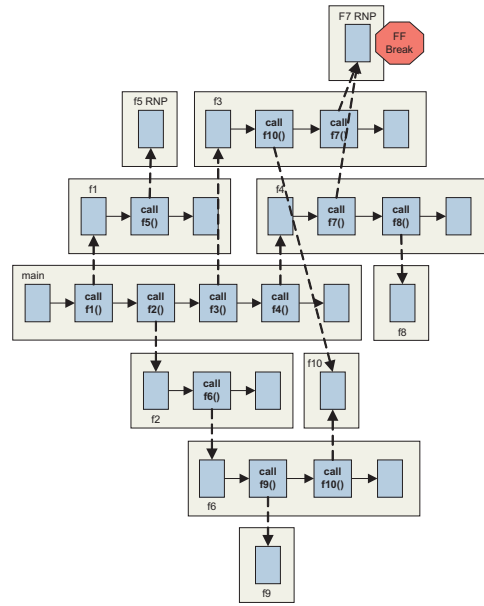 F7 RNP
FF
Break
f5 RNP
f3
call
f10()
call
f7()
f1
call
f5()
f4
call
f7()
call
f8()
main
call
f1()
call
f2()
call
f3()
call
f4()
f8
f2
call
f6()
f10
f6
call
f9()
call
f10()
f9